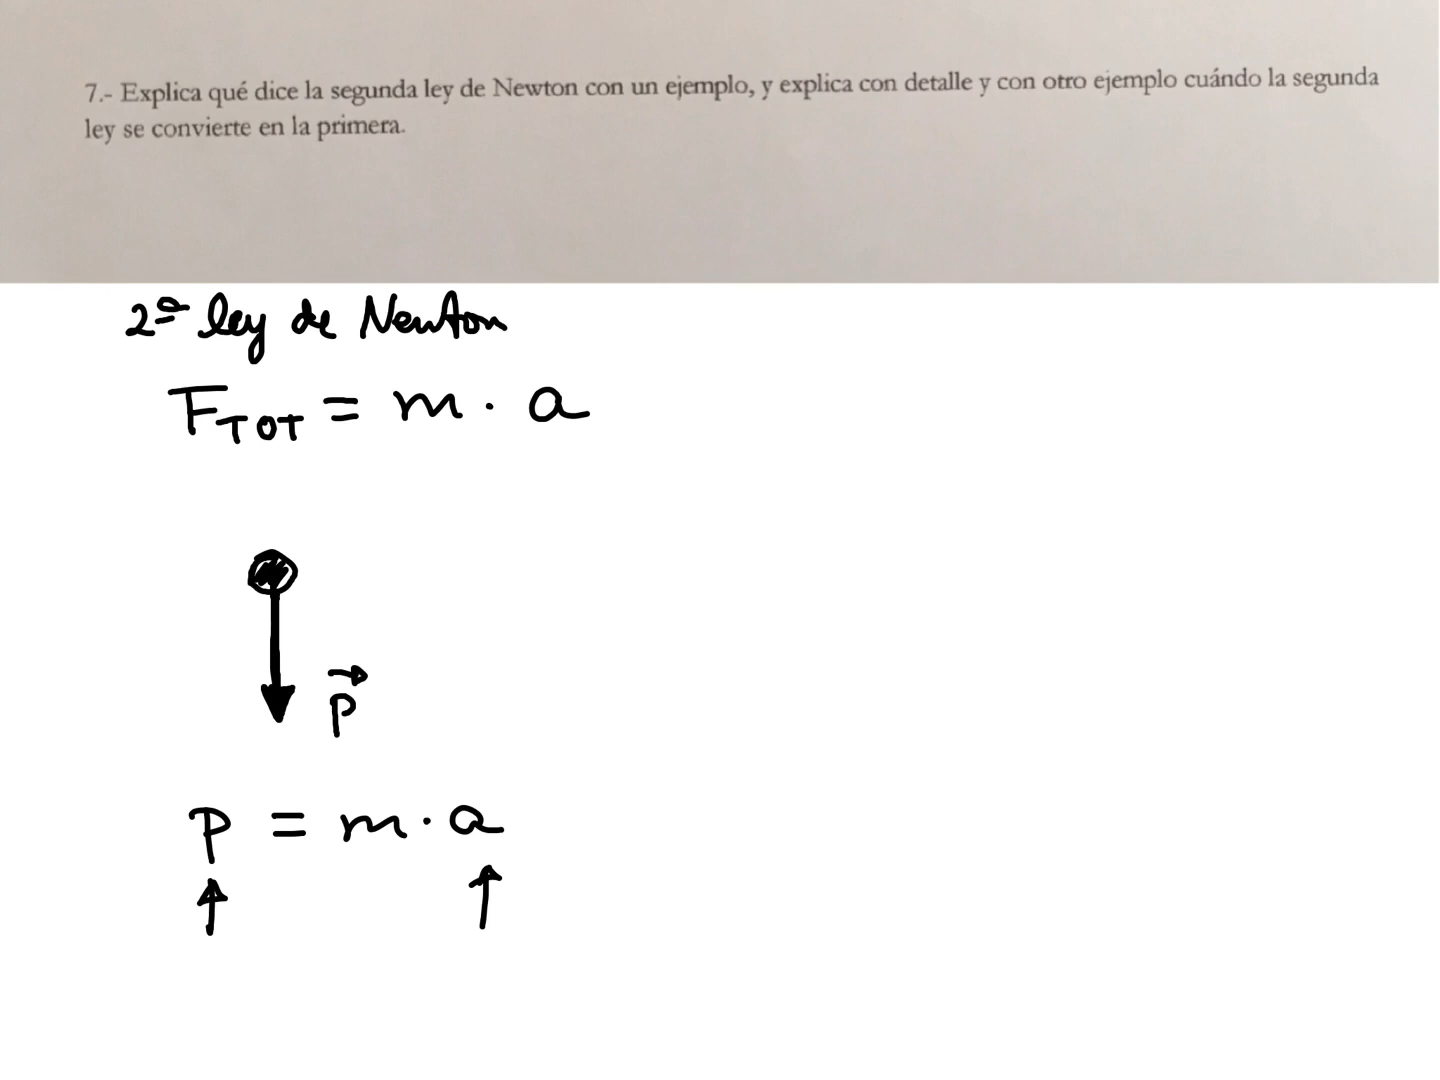 7.- Explica qué dice la segunda ley de Newton con un ejemplo, y explica con detalle y con otro ejemplo cuándo la segunda
ley se convierte en la primera.
2ª ley de Newton
F_TOT = m · a
P⃗
P = m · a